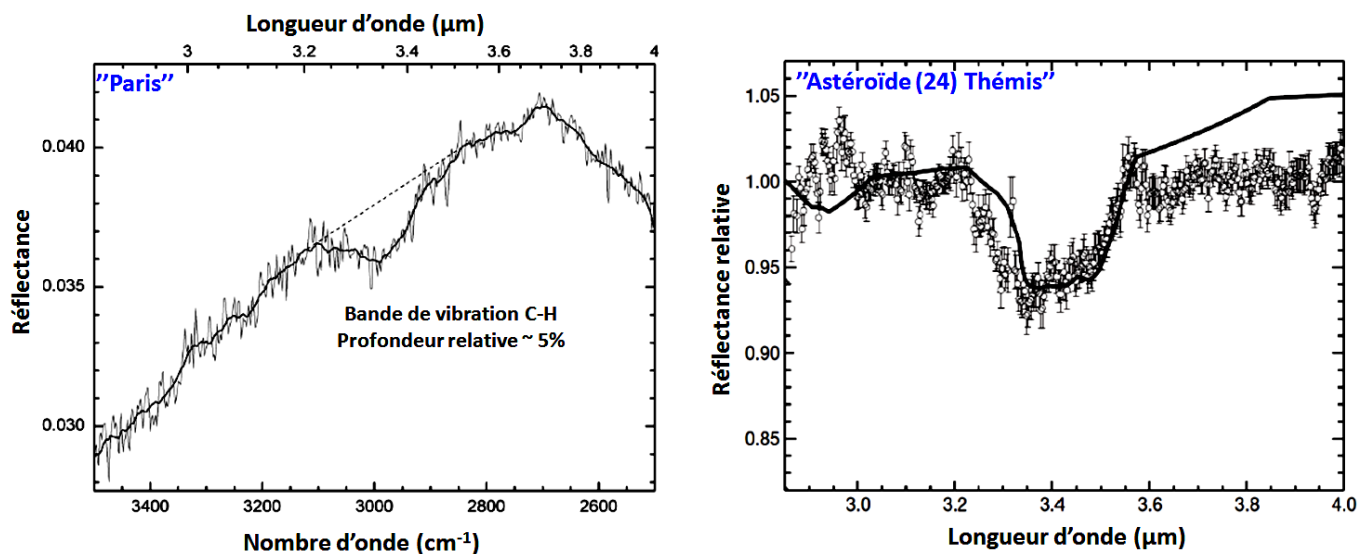 Longueur d'onde (µm)
3 3.2 3.4 3.6 3.8 4
"Paris"
0.040
0.035
0.030
Réflectance
Bande de vibration C-H
Profondeur relative ~ 5%
3400 3200 3000 2800 2600
Nombre d'onde (cm-1)
"Astéroïde (24) Thémis"
1.05
1.00
0.95
0.90
0.85
Réflectance relative
3.0 3.2 3.4 3.6 3.8 4.0
Longueur d'onde (µm)